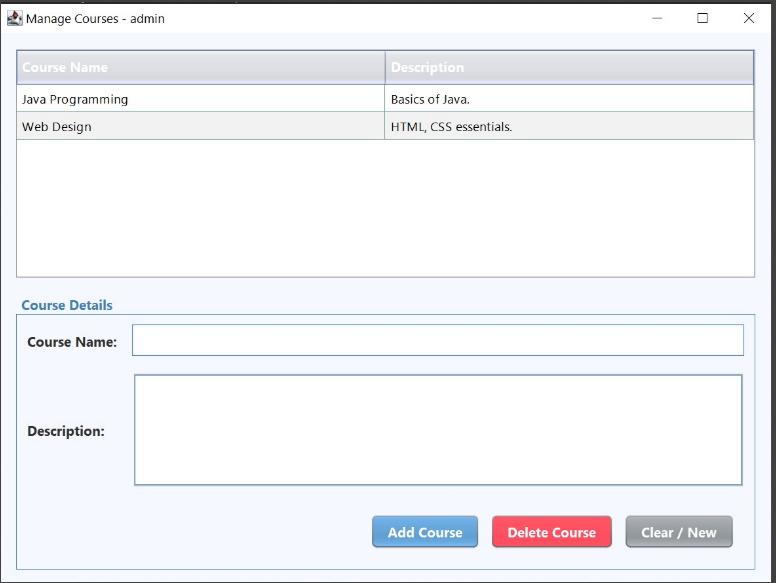 Manage Courses - admin
Course Name Description
Java Programming Basics of Java.
Web Design HTML, CSS essentials.
Course Details
Course Name:
Description:
Add Course Delete Course Clear / New